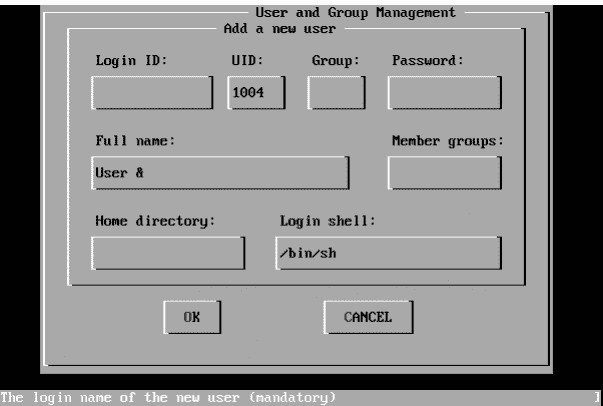 User and Group Management
Add a new user
Login ID: UID: Group: Password:
1004
Full name: Member groups:
User &
Home directory: Login shell:
/bin/sh
OK CANCEL
The login name of the new user (mandatory) ]